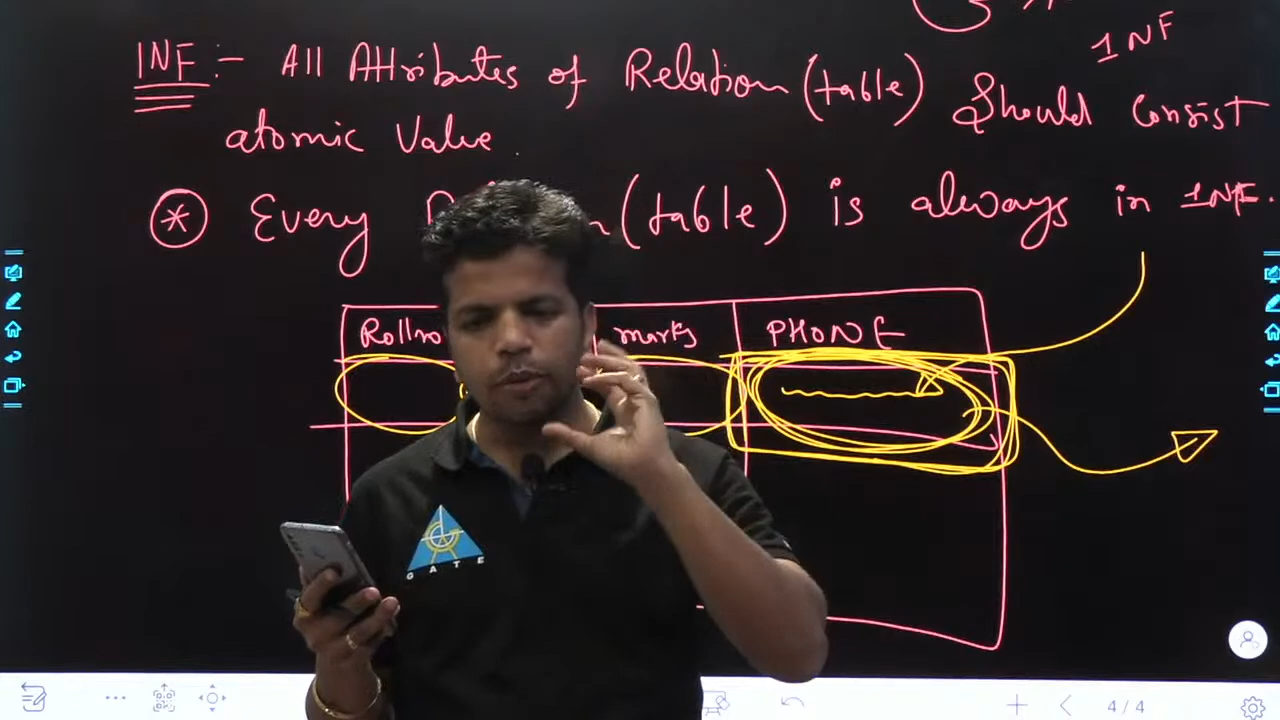 1NF
1NF :- All Attributes of Relation (table) Should Consist
atomic Value.
* Every (table) is always in 1NF.
marks PHONE
GATE
4 / 4